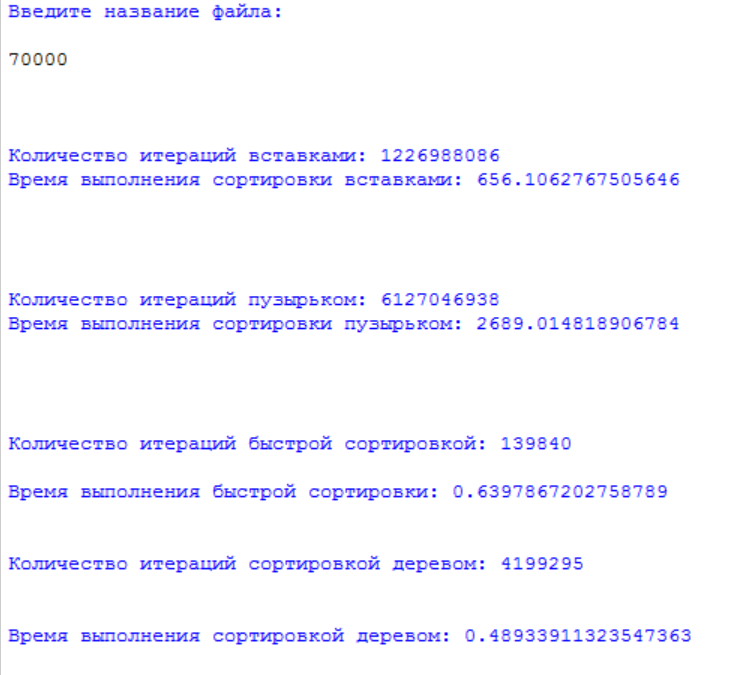 Введите название файла:
70000
Количество итераций вставками: 1226988086
Время выполнения сортировки вставками: 656.1062767505646
Количество итераций пузырьком: 6127046938
Время выполнения сортировки пузырьком: 2689.014818906784
Количество итераций быстрой сортировкой: 139840
Время выполнения быстрой сортировки: 0.6397867202758789
Количество итераций сортировкой деревом: 4199295
Время выполнения сортировкой деревом: 0.48933911323547363